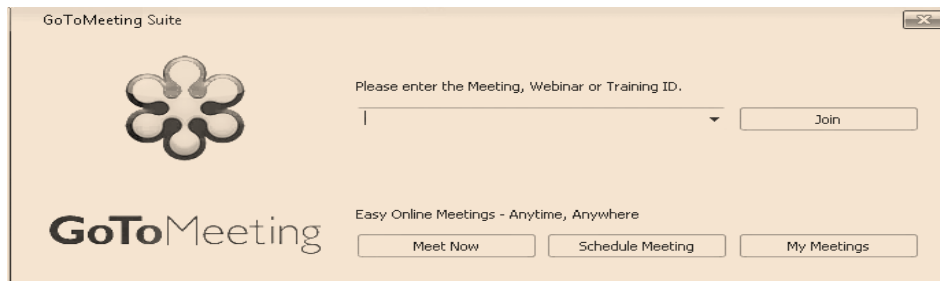 GoToMeeting Suite
Please enter the Meeting, Webinar or Training ID.
Join
GoToMeeting
Easy Online Meetings - Anytime, Anywhere
Meet Now Schedule Meeting My Meetings